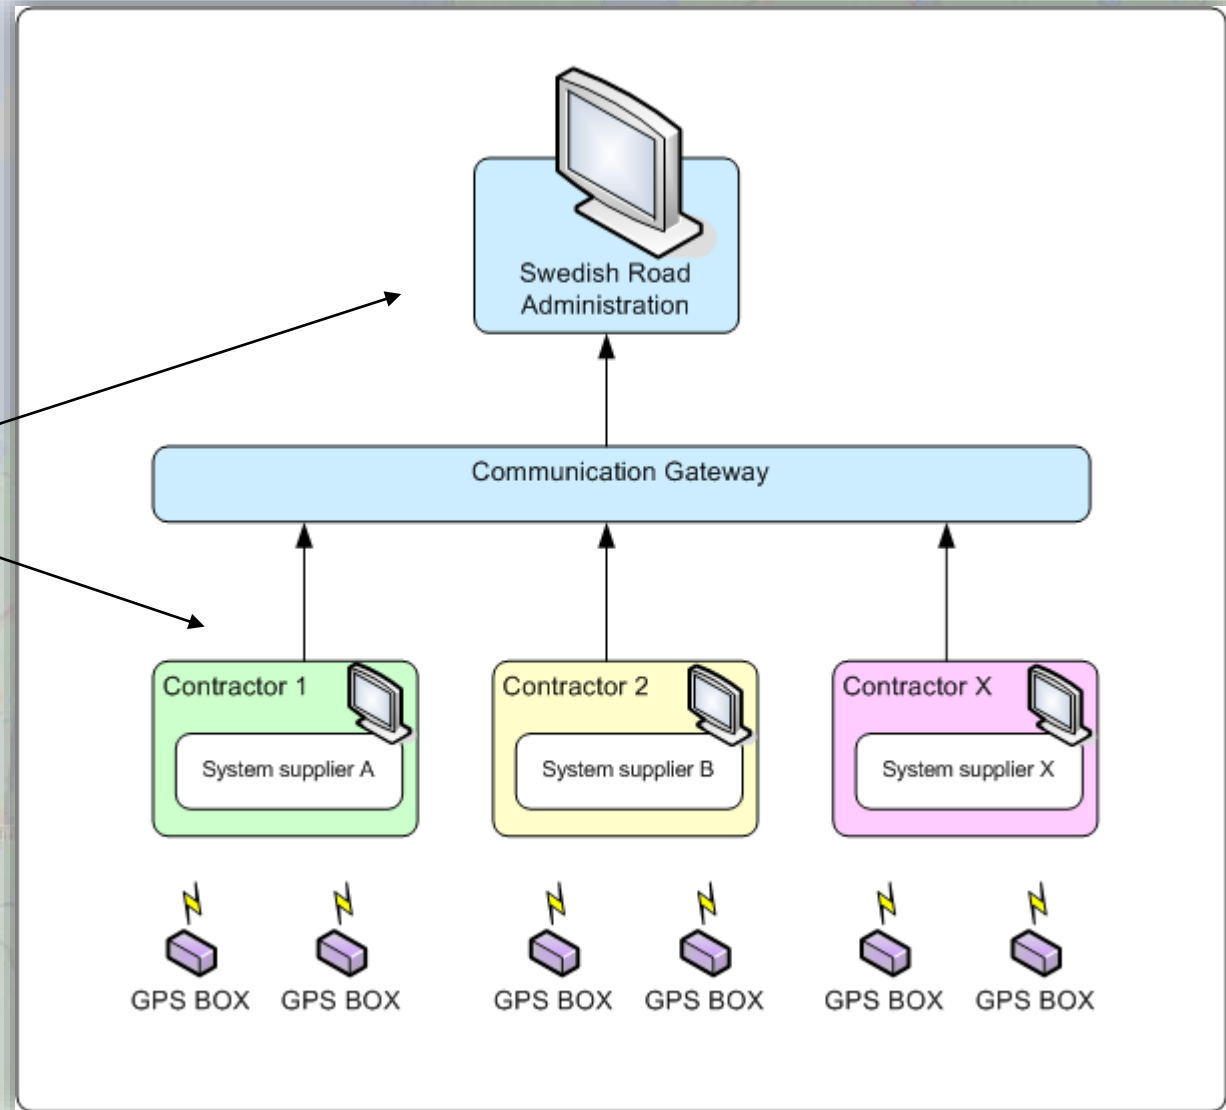 Swedish Road
Administration
Communication Gateway
Contractor 1
Contractor 2
Contractor X
System supplier A
System supplier B
System supplier X
GPS BOX
GPS BOX
GPS BOX
GPS BOX
GPS BOX
GPS BOX